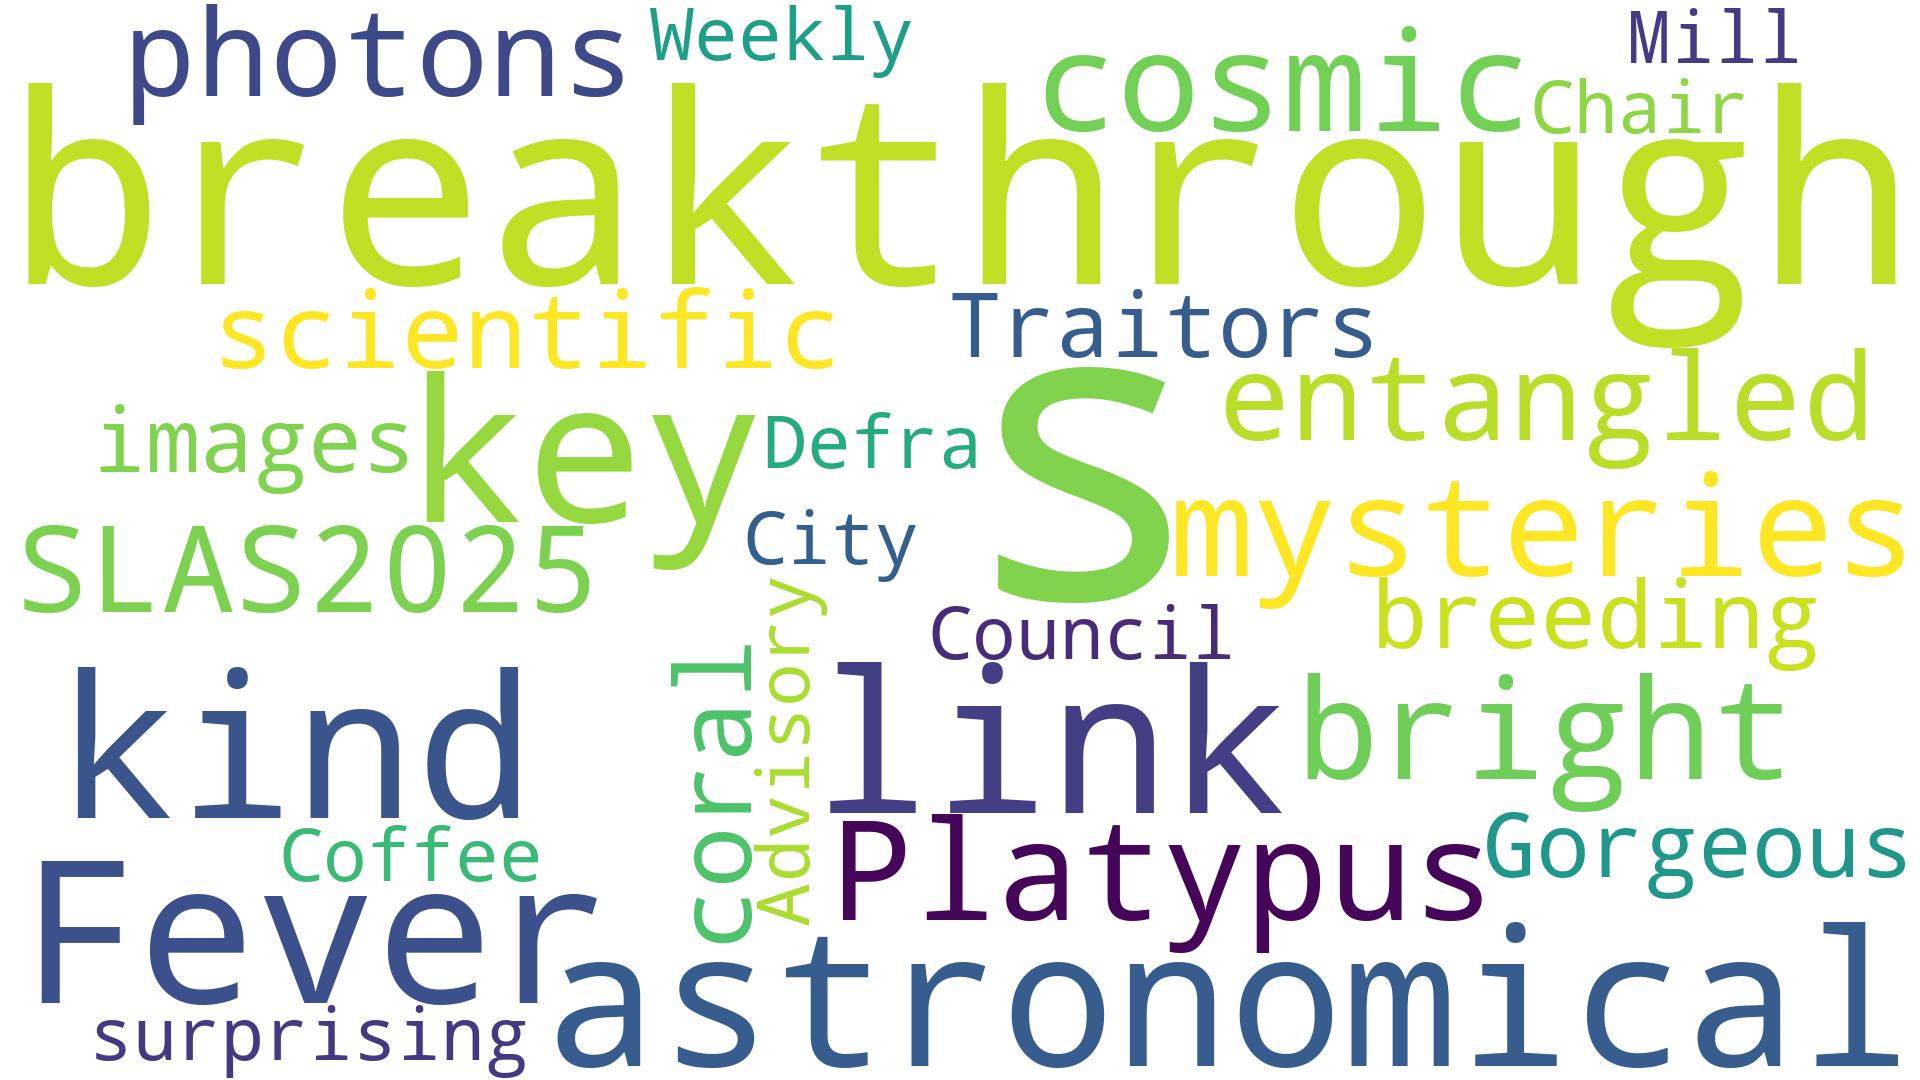 photons
Weekly
cosmic
Mill
Chair
breakthrough
scientific
Traitors
entangled
images
key
Defra
S
mysteries
SLAS2025
City
breeding
Council
coral
Advisory
kind
link
bright
Coffee
Platypus
Gorgeous
Fever
astronomical
surprising